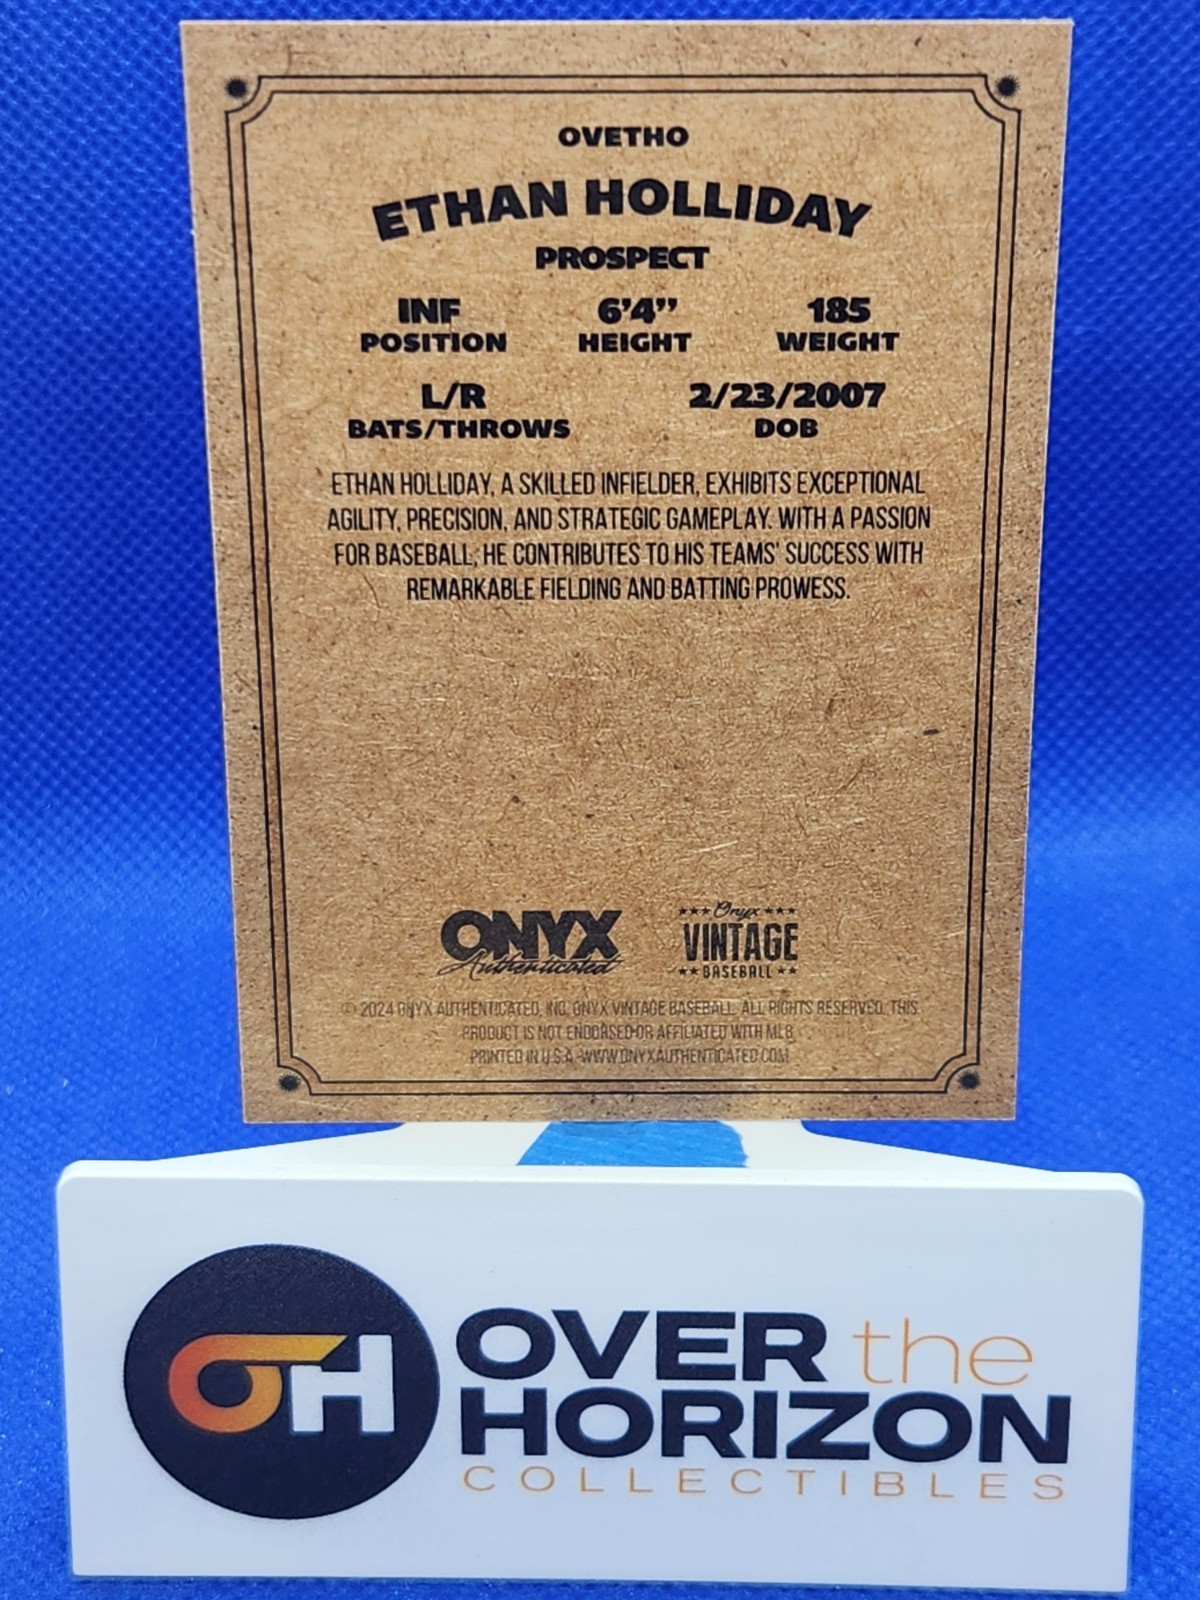 OVETHO
ETHAN HOLLIDAY
PROSPECT
INF 6'4" 185
POSITION HEIGHT WEIGHT
L/R 2/23/2007
BATS/THROWS DOB
ETHAN HOLLIDAY, A SKILLED INFIELDER, EXHIBITS EXCEPTIONAL
AGILITY, PRECISION, AND STRATEGIC GAMEPLAY. WITH A PASSION
FOR BASEBALL, HE CONTRIBUTES TO HIS TEAMS' SUCCESS WITH
REMARKABLE FIELDING AND BATTING PROWESS.
ONYX
Authenticated
Onyx
VINTAGE
BASEBALL
© 2024 ONYX AUTHENTICATED, INC. ONYX VINTAGE BASEBALL. ALL RIGHTS RESERVED. THIS
PRODUCT IS NOT ENDORSED OR AFFILIATED WITH MLB
PRINTED IN U.S.A. WWW.ONYXAUTHENTICATED.COM
OH
OVER the
HORIZON
COLLECTIBLES